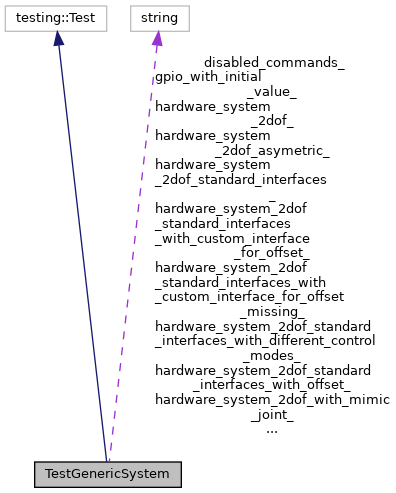 testing::Test
string
disabled_commands_
gpio_with_initial
_value_
hardware_system
_2dof_
hardware_system
_2dof_asymetric_
hardware_system
_2dof_standard_interfaces
_
hardware_system_2dof
_standard_interfaces
_with_custom_interface
_for_offset_
hardware_system_2dof
_standard_interfaces_with
_custom_interface_for_offset
_missing_
hardware_system_2dof_standard
_interfaces_with_different_control
_modes_
hardware_system_2dof_standard
_interfaces_with_offset_
hardware_system_2dof_with_mimic
_joint_
...
TestGenericSystem